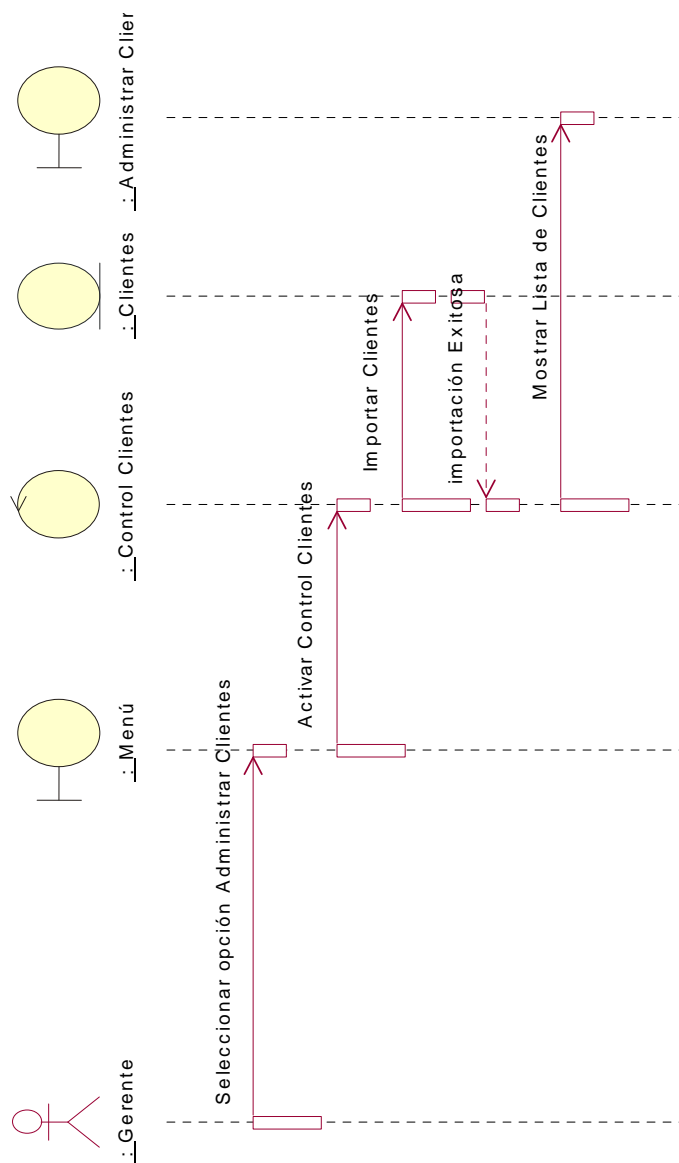 : Gerente
: Menú
: Control Clientes
: Clientes
: Administrar Clier
Seleccionar opción Administrar Clientes
Activar Control Clientes
Importar Clientes
importación Exitosa
Mostrar Lista de Clientes